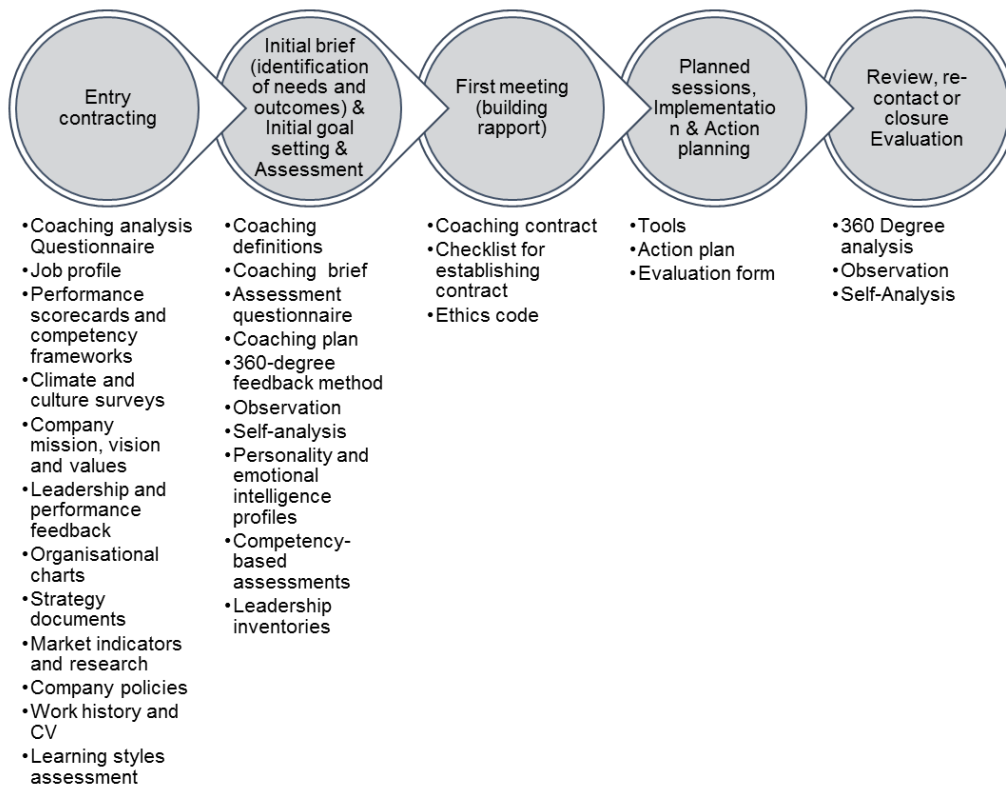 Entry
contracting
Initial brief
(identification
of needs and
outcomes) &
Initial goal
setting &
Assessment
First meeting
(building
rapport)
Planned
sessions,
Implementatio
n & Action
planning
Review, re-
contact or
closure
Evaluation
•Coaching analysis
Questionnaire
•Job profile
•Performance
scorecards and
competency
frameworks
•Climate and
culture surveys
•Company
mission, vision
and values
•Leadership and
performance
feedback
•Organisational
charts
•Strategy
documents
•Market indicators
and research
•Company policies
•Work history and
CV
•Learning styles
assessment
•Coaching
definitions
•Coaching brief
•Assessment
questionnaire
•Coaching plan
•360-degree
feedback method
•Observation
•Self-analysis
•Personality and
emotional
intelligence
profiles
•Competency-
based
assessments
•Leadership
inventories
•Coaching contract
•Checklist for
establishing
contract
•Ethics code
•Tools
•Action plan
•Evaluation form
•360 Degree
analysis
•Observation
•Self-Analysis